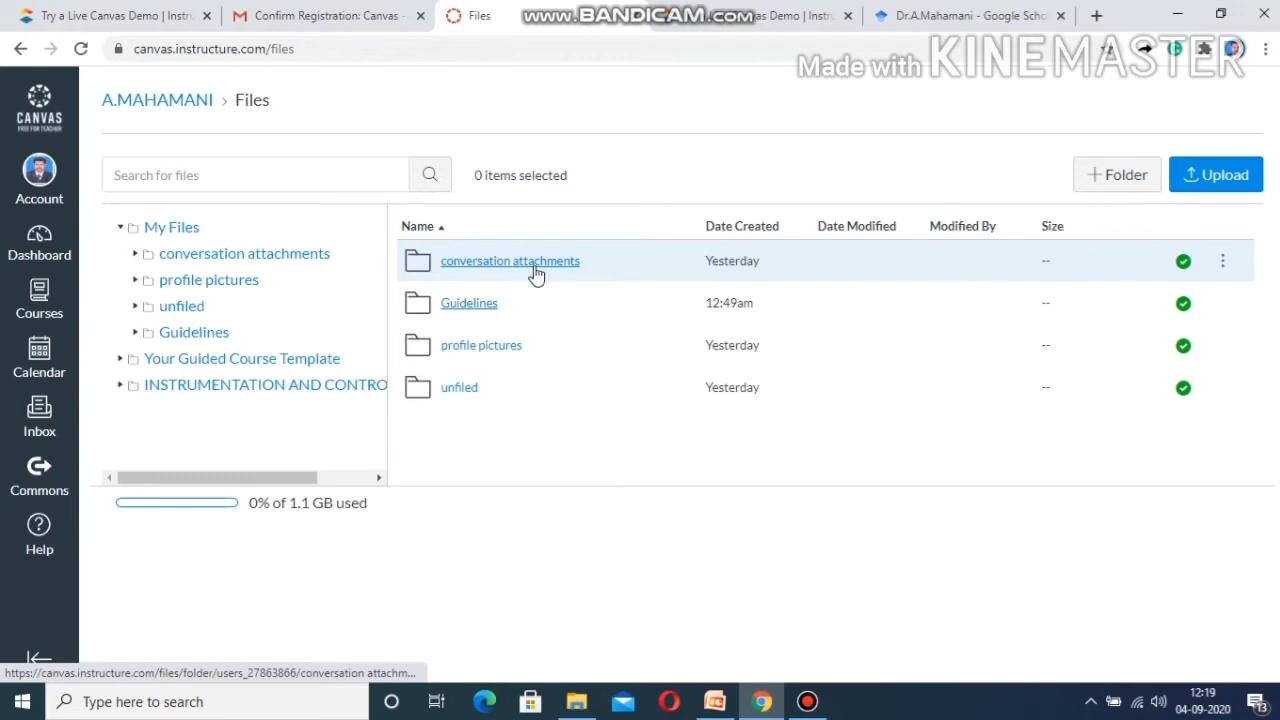 Try a Live Canvas Demo | Instru
Confirm Registration: Canvas -
Files
www.BANDICAM.com
vas Demo | Instru
Dr.A.Mahamani - Google Scho
canvas.instructure.com/files
Made with KINEMASTER
CANVAS
FREE FOR TEACHER
Account
Dashboard
Courses
Calendar
Inbox
Commons
Help
A.MAHAMANI > Files
Search for files
0 items selected
+ Folder
Upload
My Files
conversation attachments
profile pictures
unfiled
Guidelines
Your Guided Course Template
INSTRUMENTATION AND CONTRO
Name Date Created Date Modified Modified By Size
conversation attachments Yesterday --
Guidelines 12:49am --
profile pictures Yesterday --
unfiled Yesterday --
0% of 1.1 GB used
https://canvas.instructure.com/files/folder/users_27863866/conversation attachm...
Type here to search
12:19
04-09-2020
13